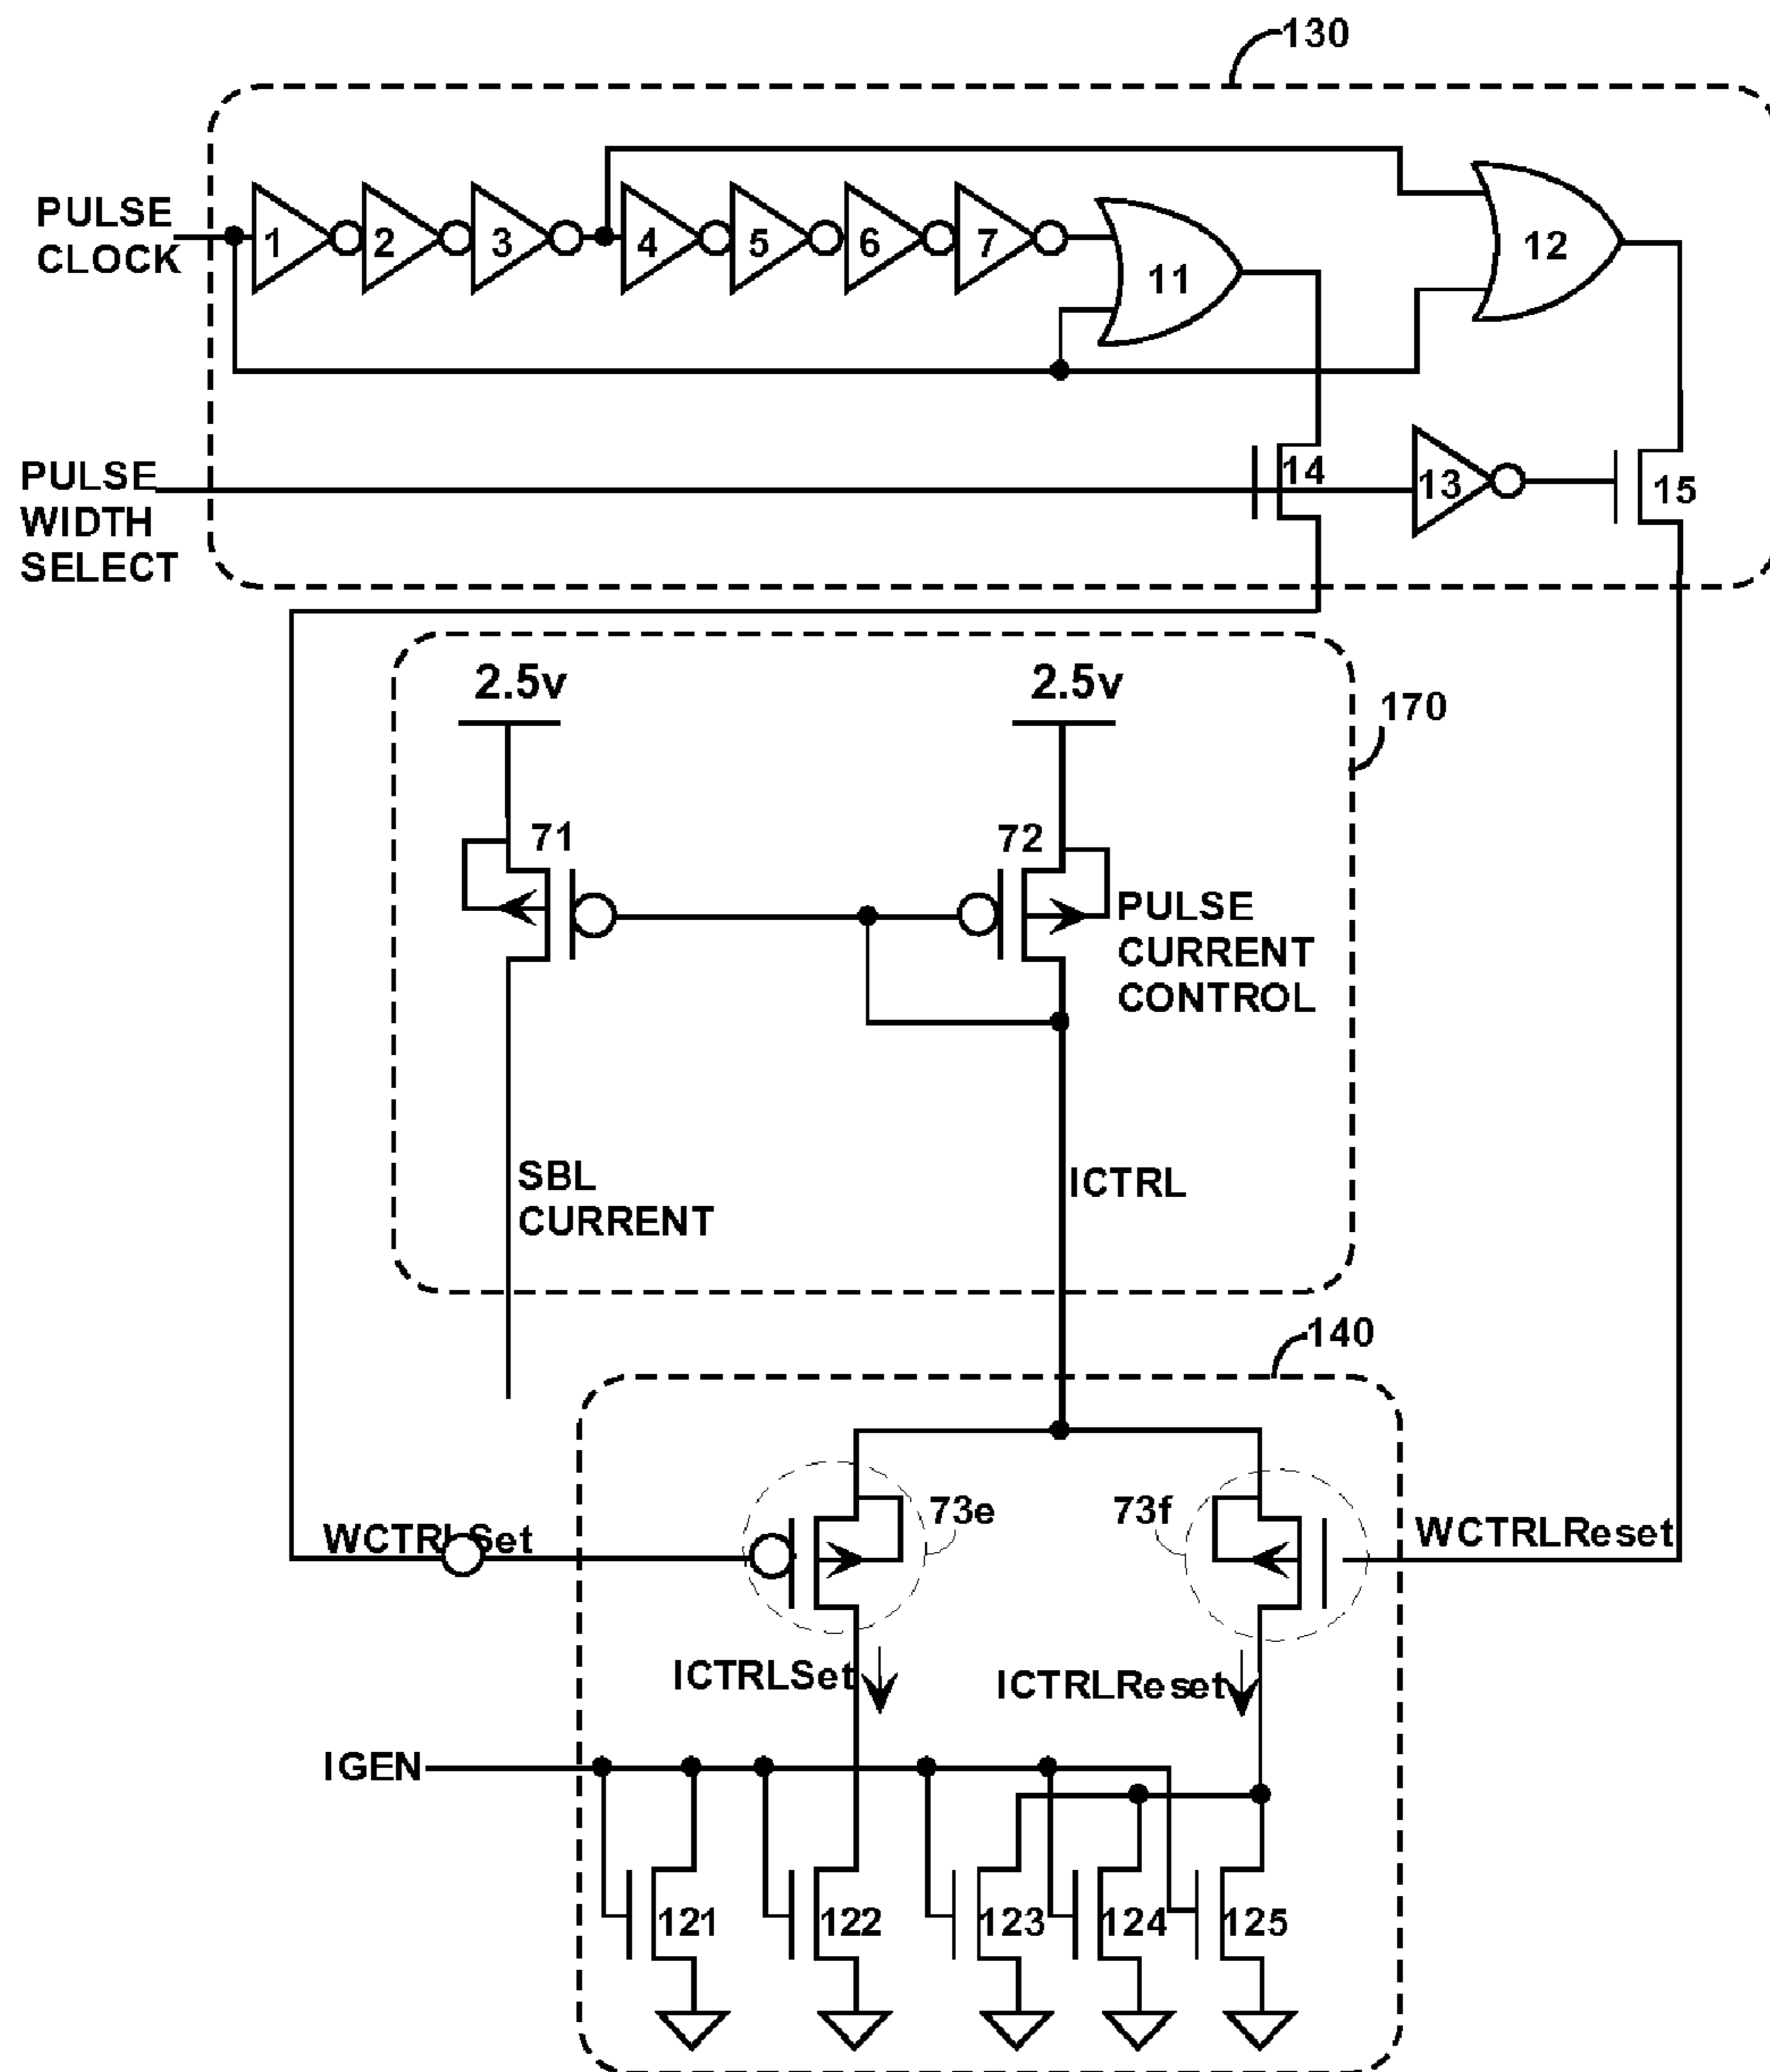 130
PULSE
CLOCK
1 2 3 4 5 6 7
11
12
PULSE
WIDTH
SELECT
14
13
15
2.5v 2.5v
170
71 72
PULSE
CURRENT
CONTROL
SBL
CURRENT
ICTRL
140
WCTRLSet
73e 73f
WCTRLReset
ICTRLSet
ICTRLReset
IGEN
121 122 123 124 125